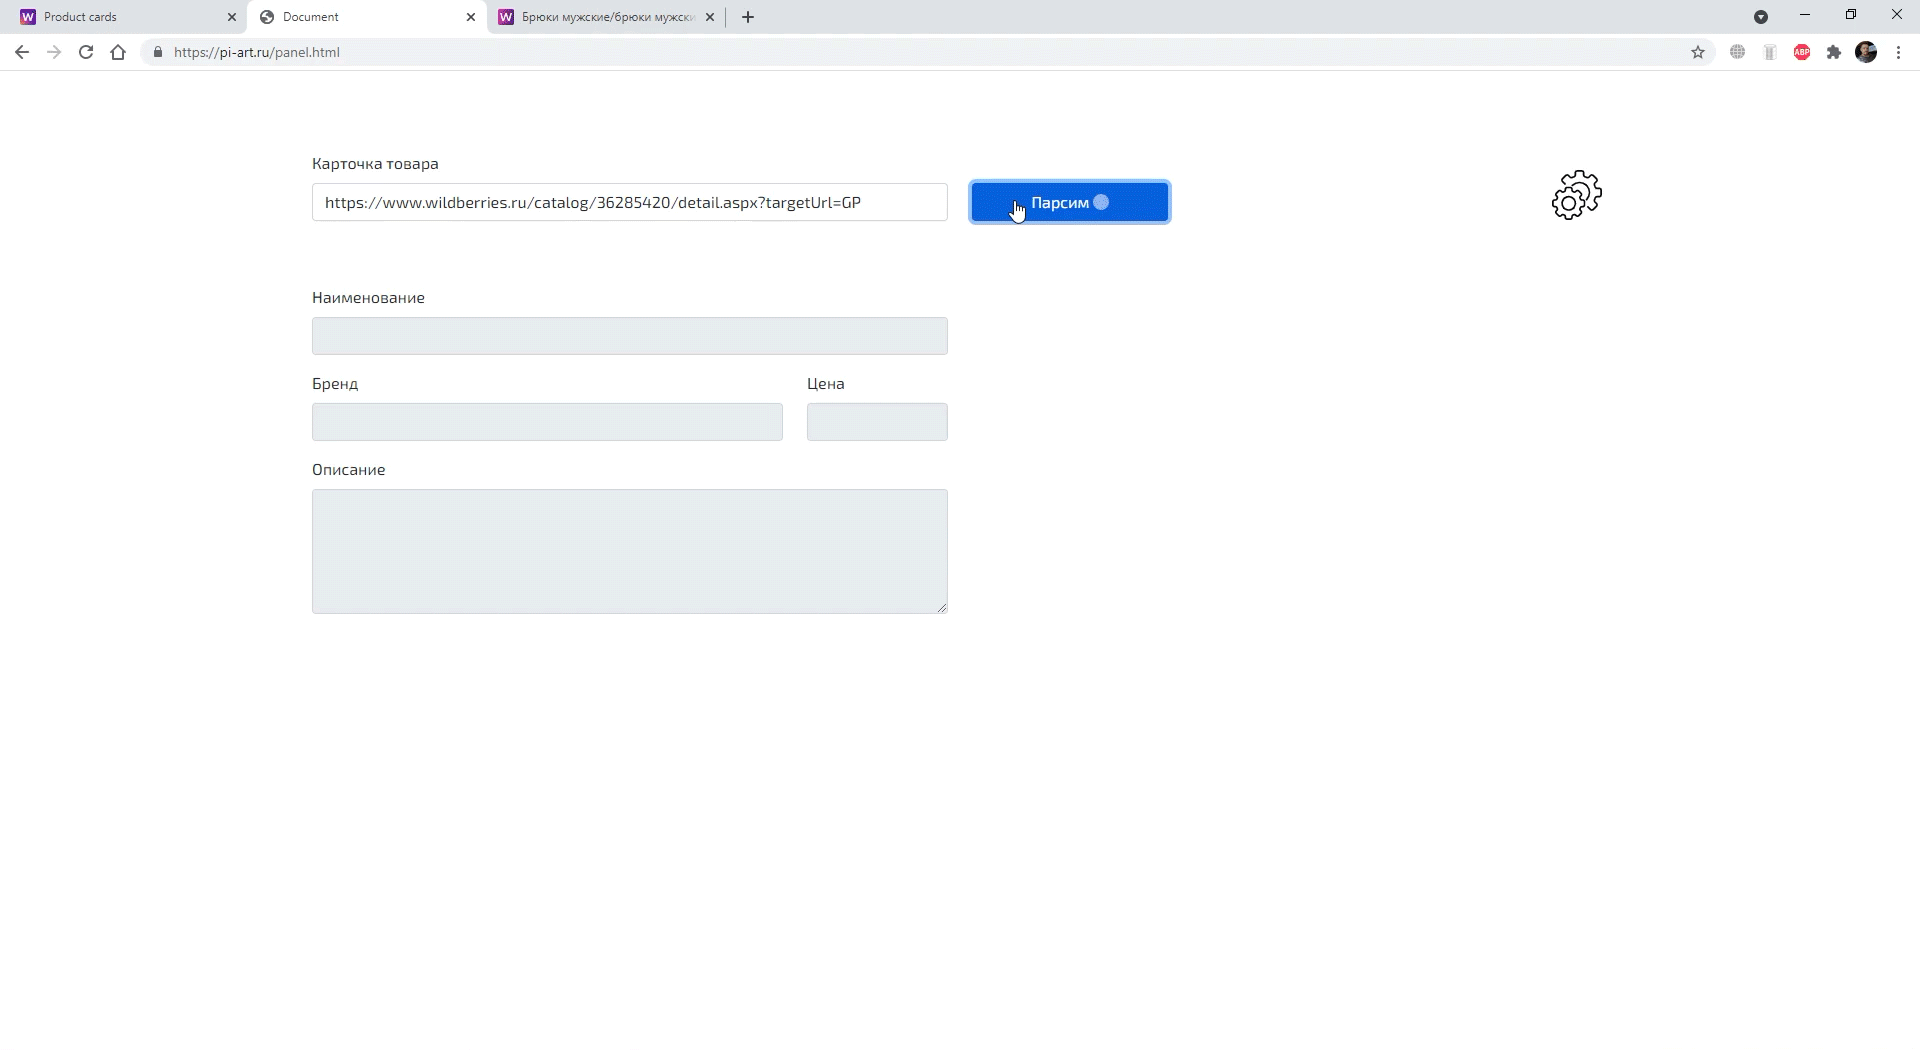 Product cards
Document
Брюки мужские/брюки мужски
https://pi-art.ru/panel.html
ABP
Карточка товара
https://www.wildberries.ru/catalog/36285420/detail.aspx?targetUrl=GP
Парсим
Наименование
Бренд
Цена
Описание